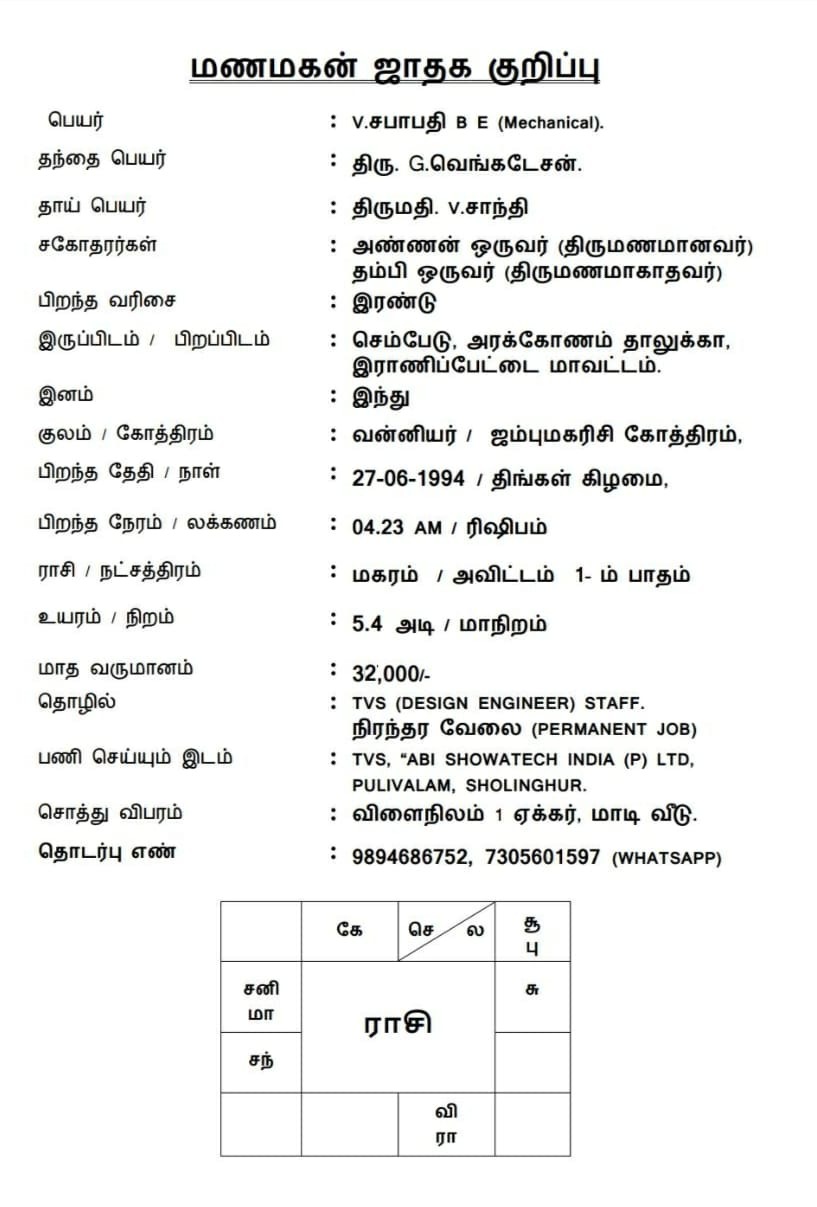 மணமகன் ஜாதக குறிப்பு
பெயர் : V.சபாபதி B E (Mechanical).
தந்தை பெயர் : திரு. G.வெங்கடேசன்.
தாய் பெயர் : திருமதி. V.சாந்தி
சகோதரர்கள் : அண்ணன் ஒருவர் (திருமணமானவர்)
தம்பி ஒருவர் (திருமணமாகாதவர்)
பிறந்த வரிசை : இரண்டு
இருப்பிடம் / பிறப்பிடம் : செம்பேடு, அரக்கோணம் தாலுக்கா,
இராணிப்பேட்டை மாவட்டம்.
இனம் : இந்து
குலம் / கோத்திரம் : வன்னியர் / ஜம்புமகரிசி கோத்திரம்,
பிறந்த தேதி / நாள் : 27-06-1994 / திங்கள் கிழமை,
பிறந்த நேரம் / லக்கணம் : 04.23 AM / ரிஷிபம்
ராசி / நட்சத்திரம் : மகரம் / அவிட்டம் 1- ம் பாதம்
உயரம் / நிறம் : 5.4 அடி / மாநிறம்
மாத வருமானம் : 32,000/-
தொழில் : TVS (DESIGN ENGINEER) STAFF.
நிரந்தர வேலை (PERMANENT JOB)
பணி செய்யும் இடம் : TVS, “ABI SHOWATECH INDIA (P) LTD,
PULIVALAM, SHOLINGHUR.
சொத்து விபரம் : விளைநிலம் 1 ஏக்கர், மாடி வீடு.
தொடர்பு எண் : 9894686752, 7305601597 (WHATSAPP)
கே செ ல சூ
பு
சனி சு
மா
ராசி
சந்
வி
ரா